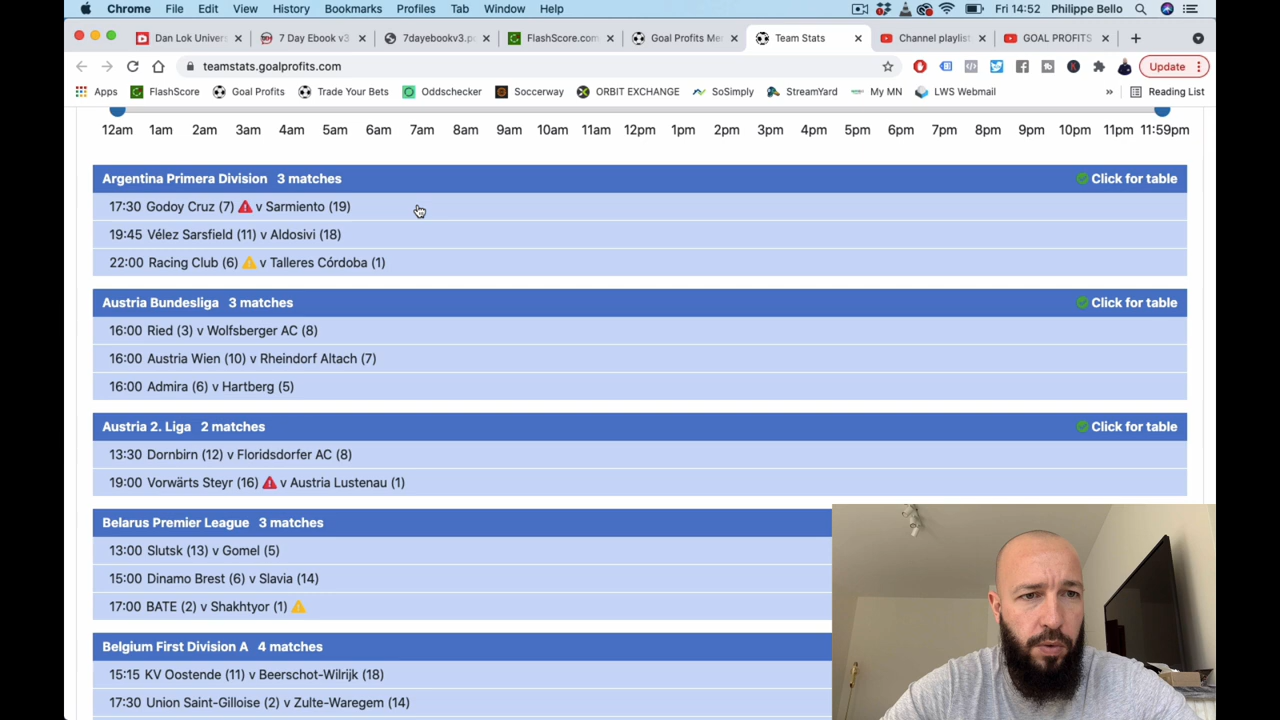 Chrome File Edit View History Bookmarks Profiles Tab Window Help Fri 14:52 Philippe Bello
Dan Lok Univers 7 Day Ebook v3 7dayebookv3.p FlashScore.com Goal Profits Me Team Stats Channel playlist GOAL PROFITS
teamstats.goalprofits.com Update
Apps FlashScore Goal Profits Trade Your Bets Oddschecker Soccerway ORBIT EXCHANGE SoSimply StreamYard My MN LWS Webmail » Reading List
12am 1am 2am 3am 4am 5am 6am 7am 8am 9am 10am 11am 12pm 1pm 2pm 3pm 4pm 5pm 6pm 7pm 8pm 9pm 10pm 11pm 11:59pm
Argentina Primera Division 3 matches Click for table
17:30 Godoy Cruz (7) v Sarmiento (19)
19:45 Vélez Sarsfield (11) v Aldosivi (18)
22:00 Racing Club (6) v Talleres Córdoba (1)
Austria Bundesliga 3 matches Click for table
16:00 Ried (3) v Wolfsberger AC (8)
16:00 Austria Wien (10) v Rheindorf Altach (7)
16:00 Admira (6) v Hartberg (5)
Austria 2. Liga 2 matches Click for table
13:30 Dornbirn (12) v Floridsdorfer AC (8)
19:00 Vorwärts Steyr (16) v Austria Lustenau (1)
Belarus Premier League 3 matches
13:00 Slutsk (13) v Gomel (5)
15:00 Dinamo Brest (6) v Slavia (14)
17:00 BATE (2) v Shakhtyor (1)
Belgium First Division A 4 matches
15:15 KV Oostende (11) v Beerschot-Wilrijk (18)
17:30 Union Saint-Gilloise (2) v Zulte-Waregem (14)